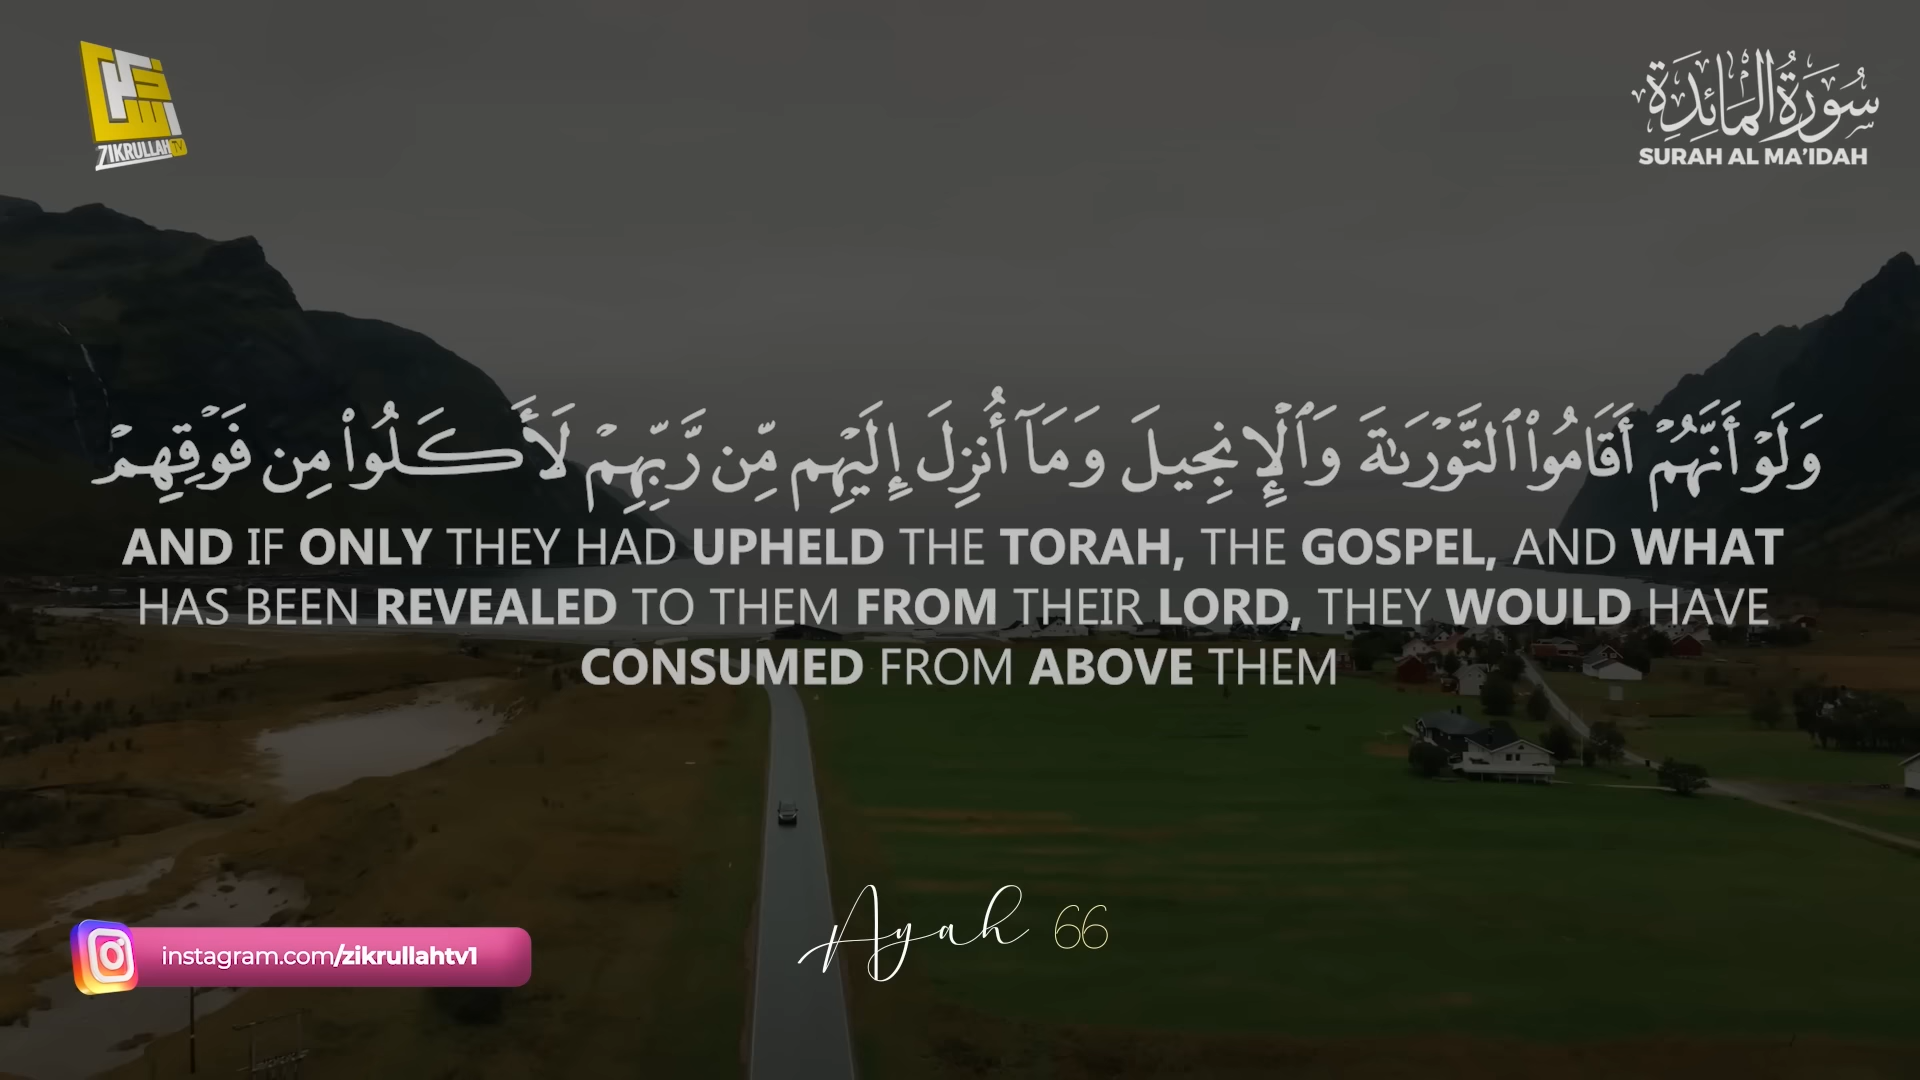 ZIKRULLAH TV
سُورَةُ الْمَائِدَةِ
SURAH AL MA'IDAH
وَلَوْ أَنَّهُمْ أَقَامُوا۟ ٱلتَّوْرَىٰةَ وَٱلْإِنجِيلَ وَمَآ أُنزِلَ إِلَيْهِم مِّن رَّبِّهِمْ لَأَكَلُوا۟ مِن فَوْقِهِمْ
AND IF ONLY THEY HAD UPHELD THE TORAH, THE GOSPEL, AND WHAT
HAS BEEN REVEALED TO THEM FROM THEIR LORD, THEY WOULD HAVE
CONSUMED FROM ABOVE THEM
Ayah 66
instagram.com/zikrullahtv1